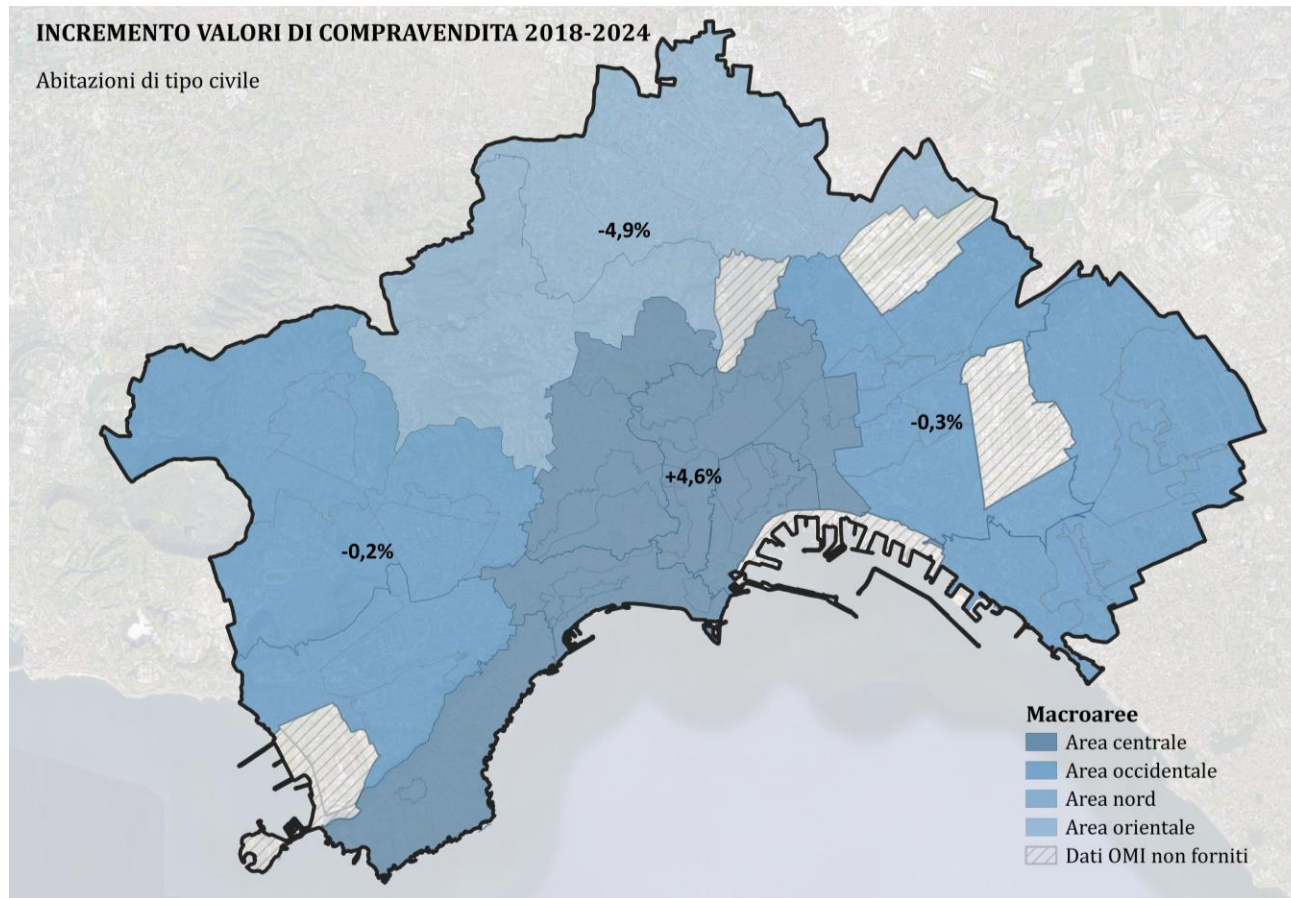 INCREMENTO VALORI DI COMPRAVENDITA 2018-2024
Abitazioni di tipo civile
-4,9%
-0,3%
+4,6%
-0,2%
Macroaree
Area centrale
Area occidentale
Area nord
Area orientale
Dati OMI non forniti